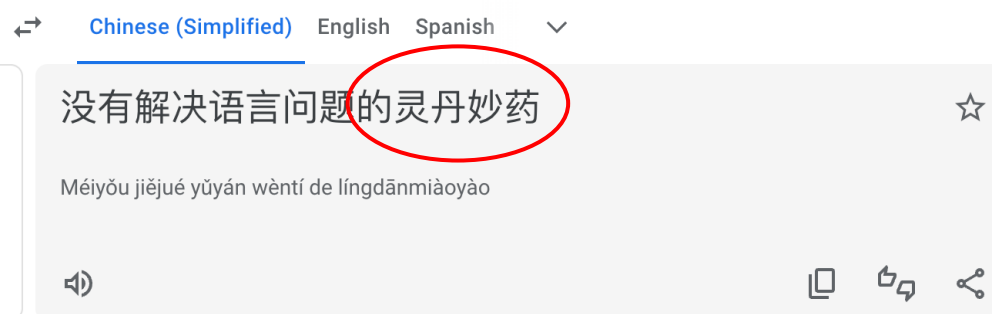 Chinese (Simplified) English Spanish
没有解决语言问题的灵丹妙药
Méiyǒu jiějué yǔyán wèntí de língdānmiàoyào